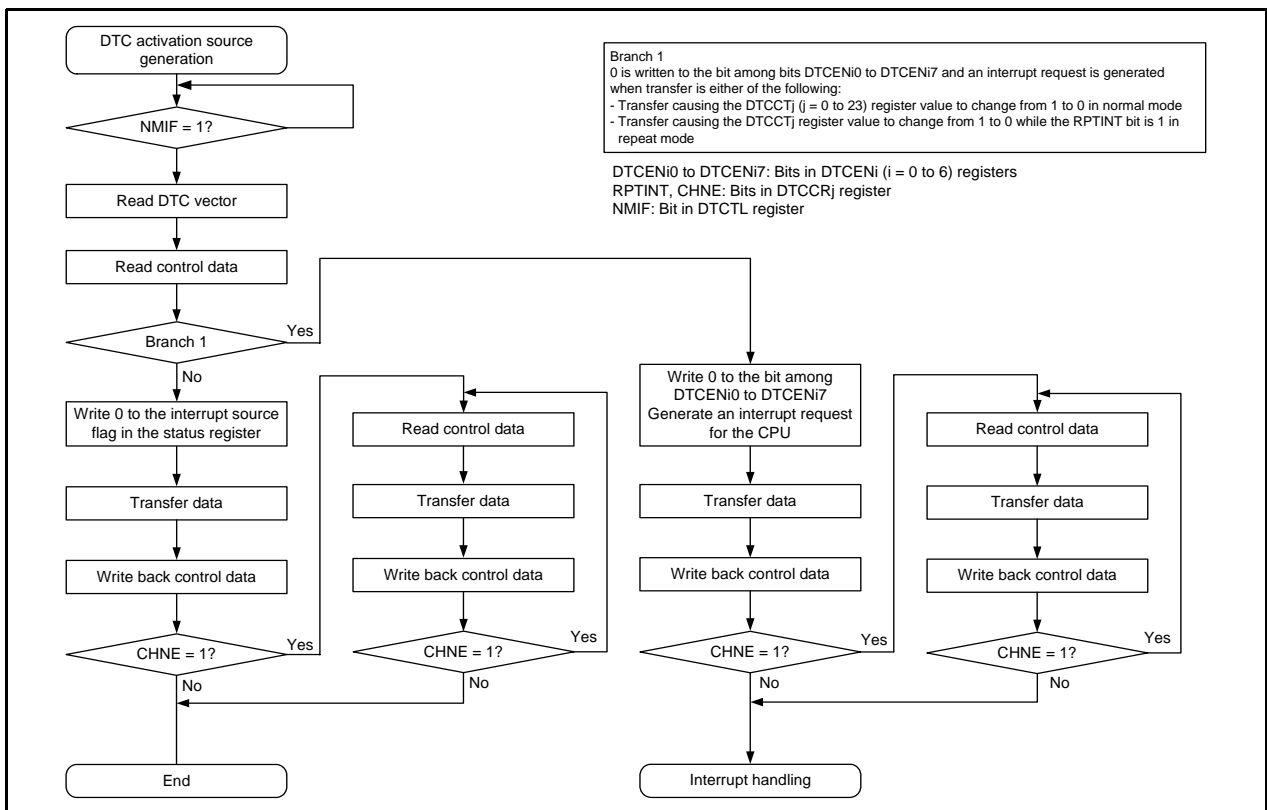 DTC activation source
generation
NMIF = 1?
Read DTC vector
Read control data
Branch 1
Yes
No
Write 0 to the interrupt source
flag in the status register
Transfer data
Write back control data
CHNE = 1?
Yes
No
End
Read control data
Transfer data
Write back control data
CHNE = 1?
Yes
No
Branch 1
0 is written to the bit among bits DTCENi0 to DTCENi7 and an interrupt request is generated
when transfer is either of the following:
- Transfer causing the DTCCTj (j = 0 to 23) register value to change from 1 to 0 in normal mode
- Transfer causing the DTCCTj register value to change from 1 to 0 while the RPTINT bit is 1 in
repeat mode
DTCENi0 to DTCENi7: Bits in DTCENi (i = 0 to 6) registers
RPTINT, CHNE: Bits in DTCCRj register
NMIF: Bit in DTCTL register
Write 0 to the bit among
DTCENi0 to DTCENi7
Generate an interrupt request
for the CPU
Transfer data
Write back control data
CHNE = 1?
Yes
No
Interrupt handling
Read control data
Transfer data
Write back control data
CHNE = 1?
Yes
No